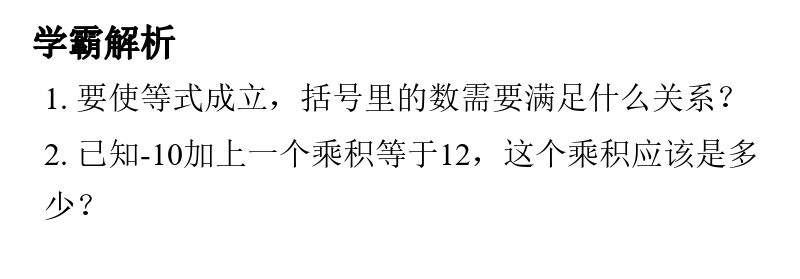 学霸解析
1. 要使等式成立，括号里的数需要满足什么关系？
2. 已知-10加上一个乘积等于12，这个乘积应该是多
少？